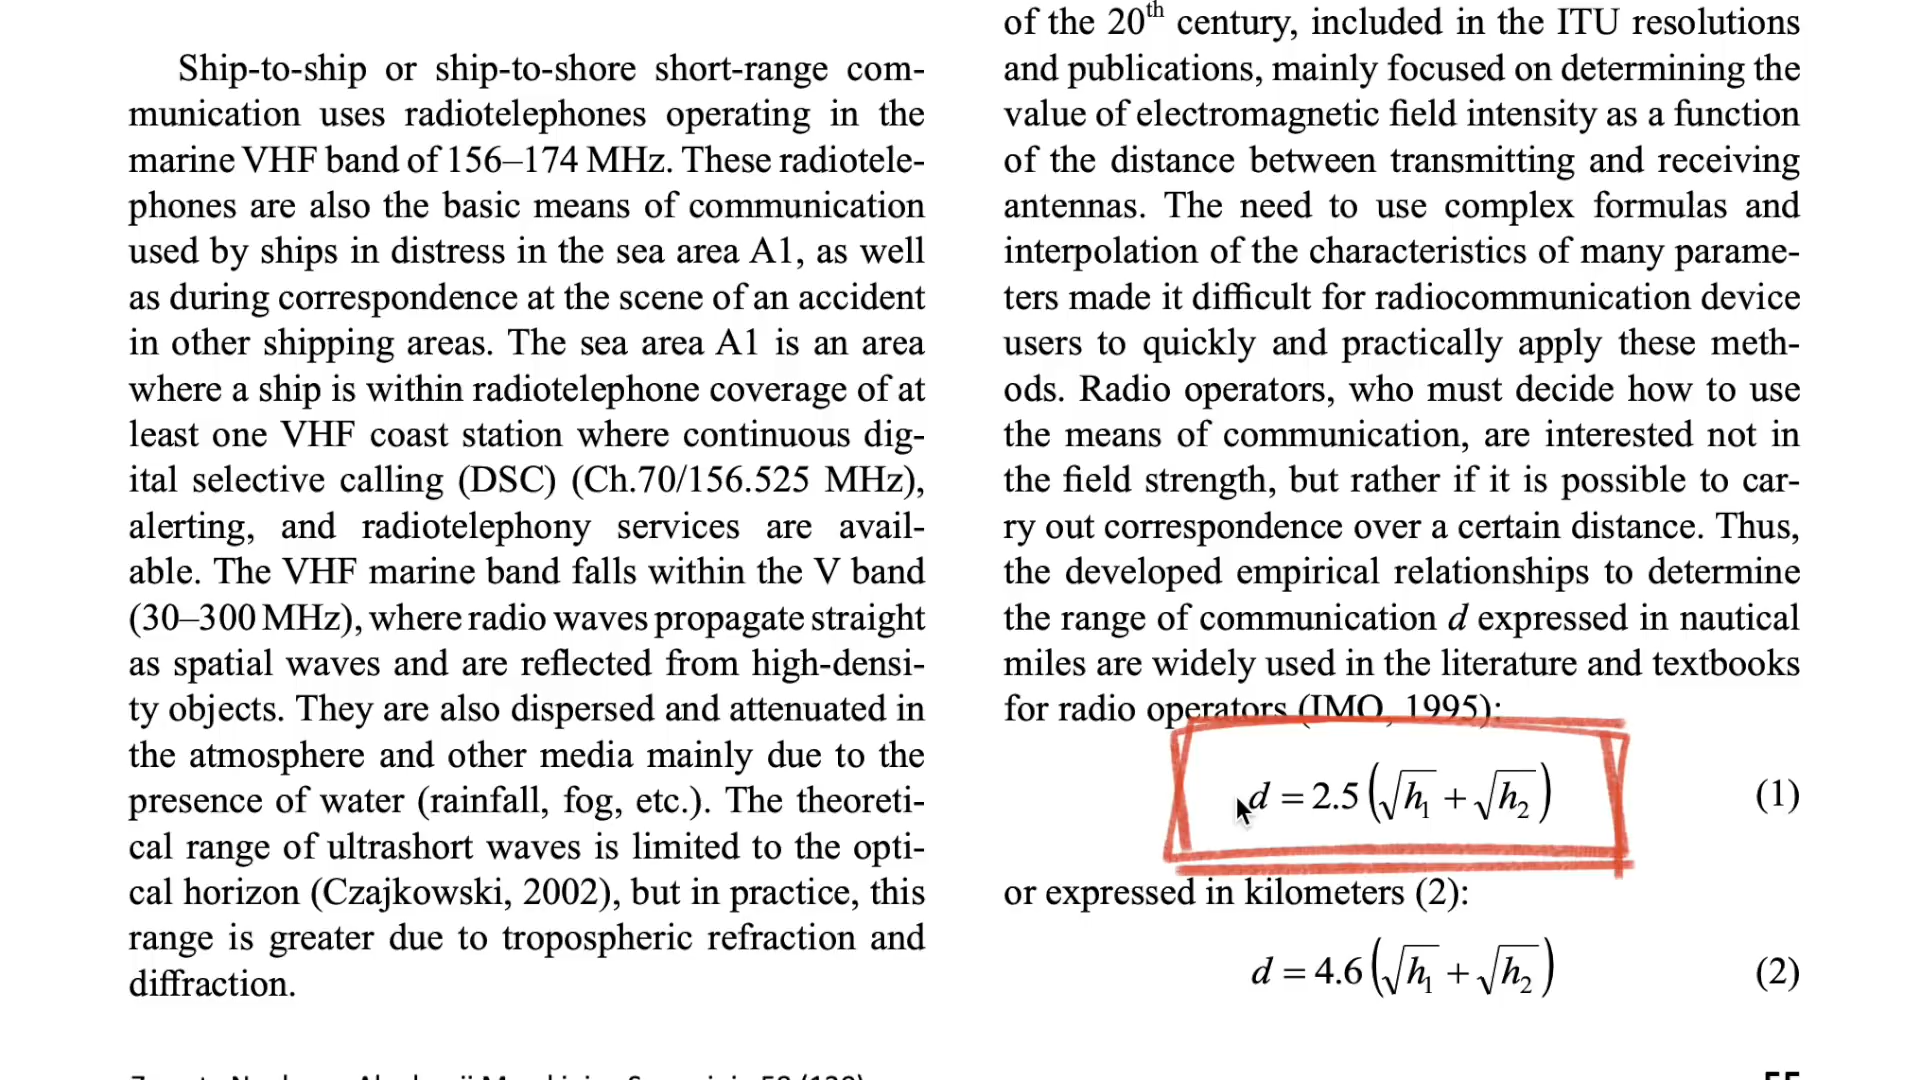 Ship-to-ship or ship-to-shore short-range com-
munication uses radiotelephones operating in the
marine VHF band of 156–174 MHz. These radiotele-
phones are also the basic means of communication
used by ships in distress in the sea area A1, as well
as during correspondence at the scene of an accident
in other shipping areas. The sea area A1 is an area
where a ship is within radiotelephone coverage of at
least one VHF coast station where continuous dig-
ital selective calling (DSC) (Ch.70/156.525 MHz),
alerting, and radiotelephony services are avail-
able. The VHF marine band falls within the V band
(30–300 MHz), where radio waves propagate straight
as spatial waves and are reflected from high-densi-
ty objects. They are also dispersed and attenuated in
the atmosphere and other media mainly due to the
presence of water (rainfall, fog, etc.). The theoreti-
cal range of ultrashort waves is limited to the opti-
cal horizon (Czajkowski, 2002), but in practice, this
range is greater due to tropospheric refraction and
diffraction.
of the 20th century, included in the ITU resolutions
and publications, mainly focused on determining the
value of electromagnetic field intensity as a function
of the distance between transmitting and receiving
antennas. The need to use complex formulas and
interpolation of the characteristics of many parame-
ters made it difficult for radiocommunication device
users to quickly and practically apply these meth-
ods. Radio operators, who must decide how to use
the means of communication, are interested not in
the field strength, but rather if it is possible to car-
ry out correspondence over a certain distance. Thus,
the developed empirical relationships to determine
the range of communication d expressed in nautical
miles are widely used in the literature and textbooks
for radio operators (IMO, 1995):
d = 2.5 (√h₁ + √h₂) (1)
or expressed in kilometers (2):
d = 4.6 (√h₁ + √h₂) (2)